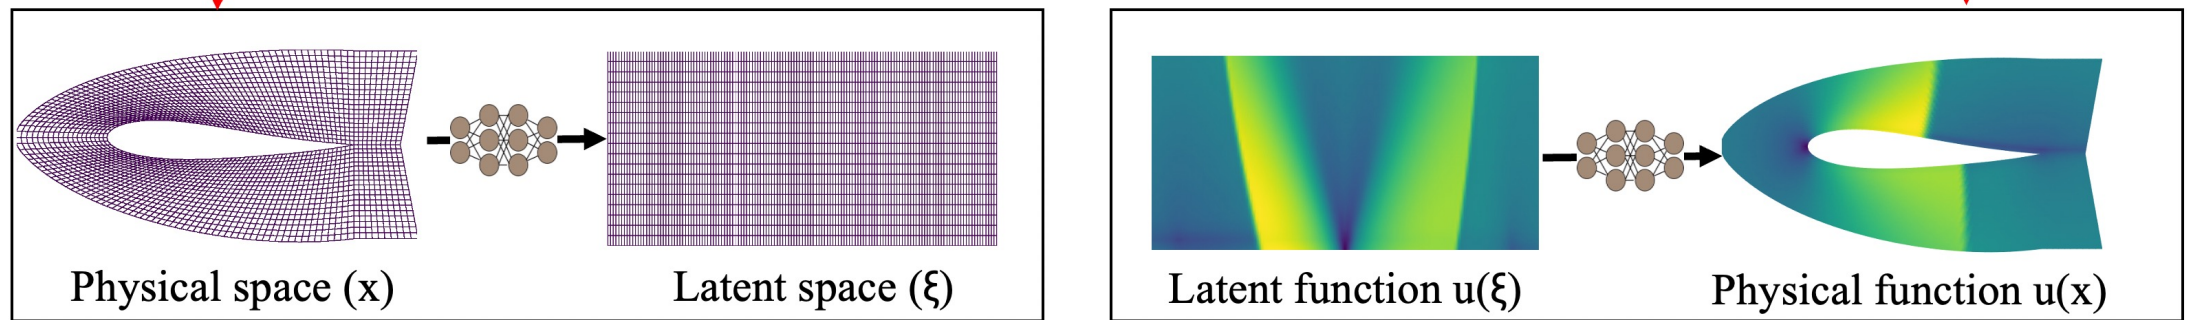 Physical space (x)
Latent space (ξ)
Latent function u(ξ)
Physical function u(x)